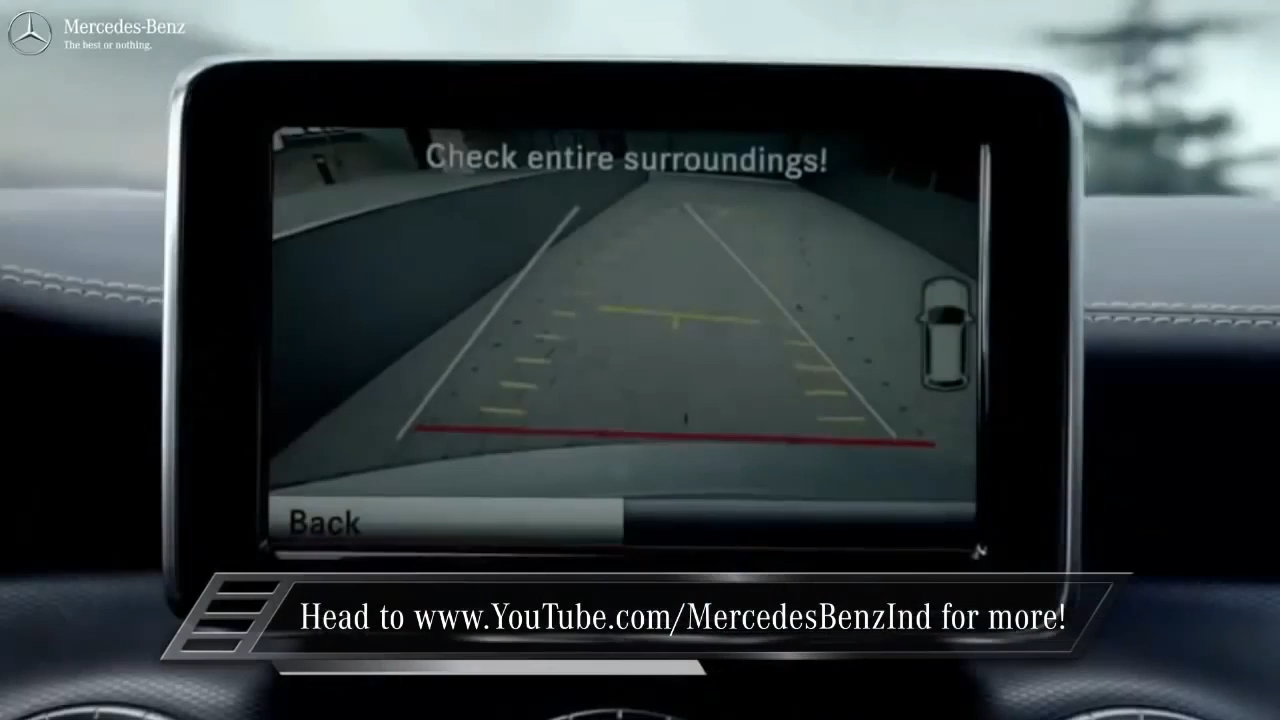 Mercedes-Benz
The best or nothing.
Check entire surroundings!
Back
Head to www.YouTube.com/MercedesBenzInd for more!